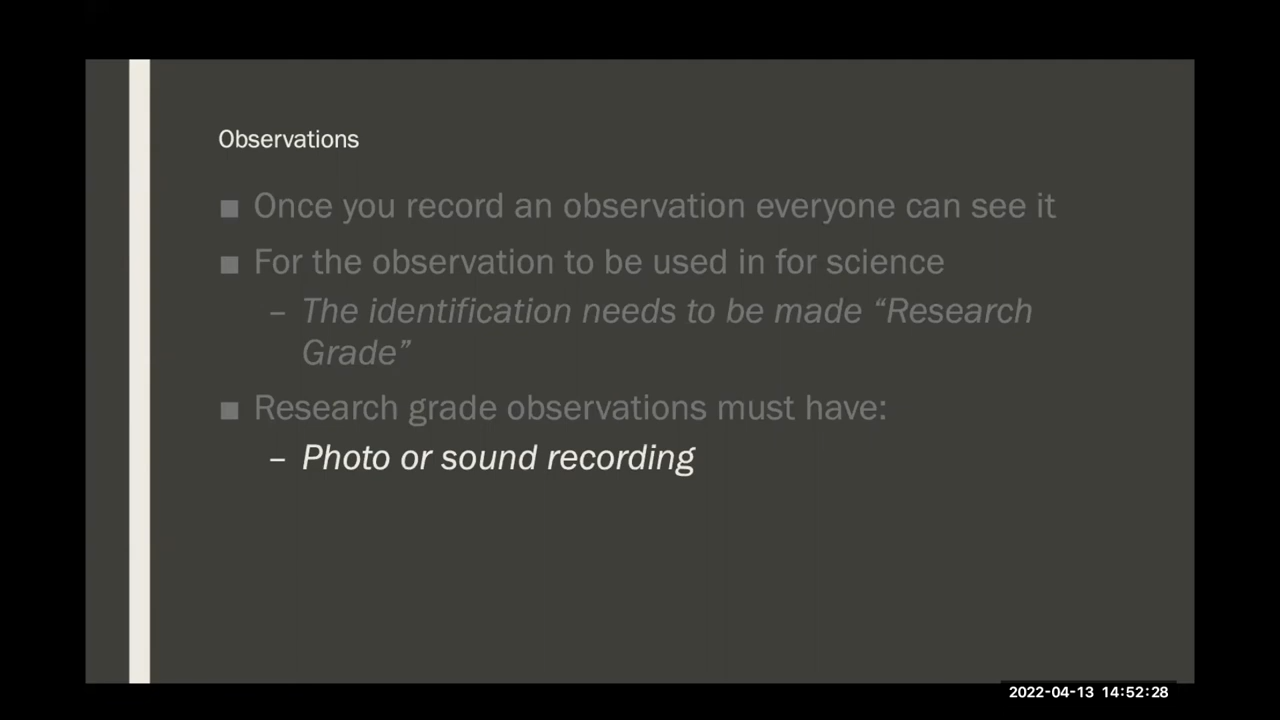 Observations
■ Once you record an observation everyone can see it
■ For the observation to be used in for science
– The identification needs to be made “Research
Grade”
■ Research grade observations must have:
– Photo or sound recording
2022-04-13 14:52:28